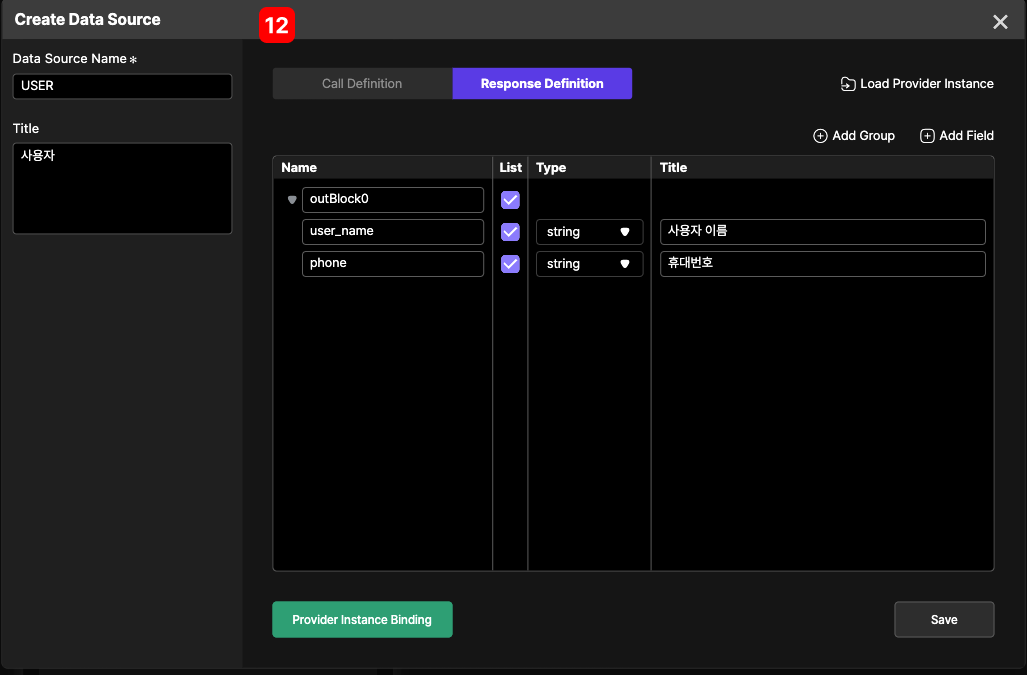 Create Data Source
12
Data Source Name *
USER
Title
사용자
Call Definition
Response Definition
Load Provider Instance
Add Group
Add Field
Name List Type Title
outBlock0
user_name string 사용자 이름
phone string 휴대번호
Provider Instance Binding
Save